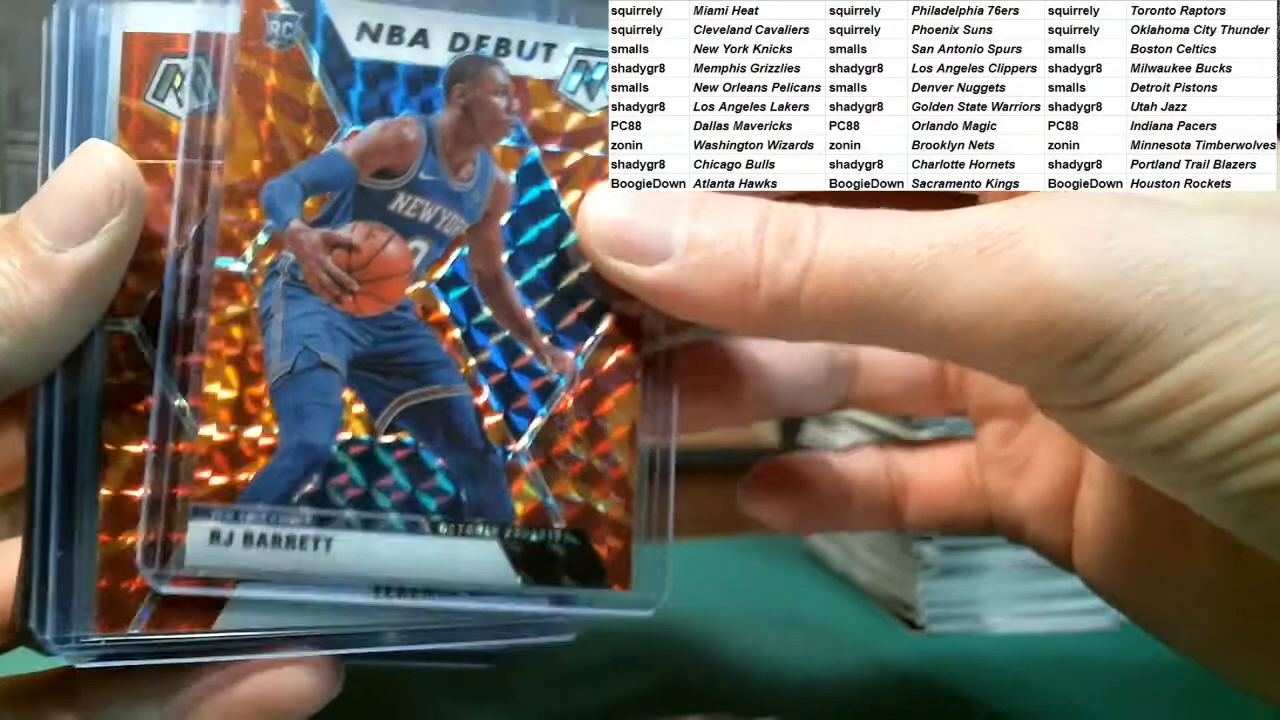 squirrely Miami Heat squirrely Philadelphia 76ers squirrely Toronto Raptors
squirrely Cleveland Cavaliers squirrely Phoenix Suns squirrely Oklahoma City Thunder
smalls New York Knicks smalls San Antonio Spurs smalls Boston Celtics
shadygr8 Memphis Grizzlies shadygr8 Los Angeles Clippers shadygr8 Milwaukee Bucks
smalls New Orleans Pelicans smalls Denver Nuggets smalls Detroit Pistons
shadygr8 Los Angeles Lakers shadygr8 Golden State Warriors shadygr8 Utah Jazz
PC88 Dallas Mavericks PC88 Orlando Magic PC88 Indiana Pacers
zonin Washington Wizards zonin Brooklyn Nets zonin Minnesota Timberwolves
shadygr8 Chicago Bulls shadygr8 Charlotte Hornets shadygr8 Portland Trail Blazers
BoogieDown Atlanta Hawks BoogieDown Sacramento Kings BoogieDown Houston Rockets
RC
NBA DEBUT
NEW YORK
RJ BARRETT